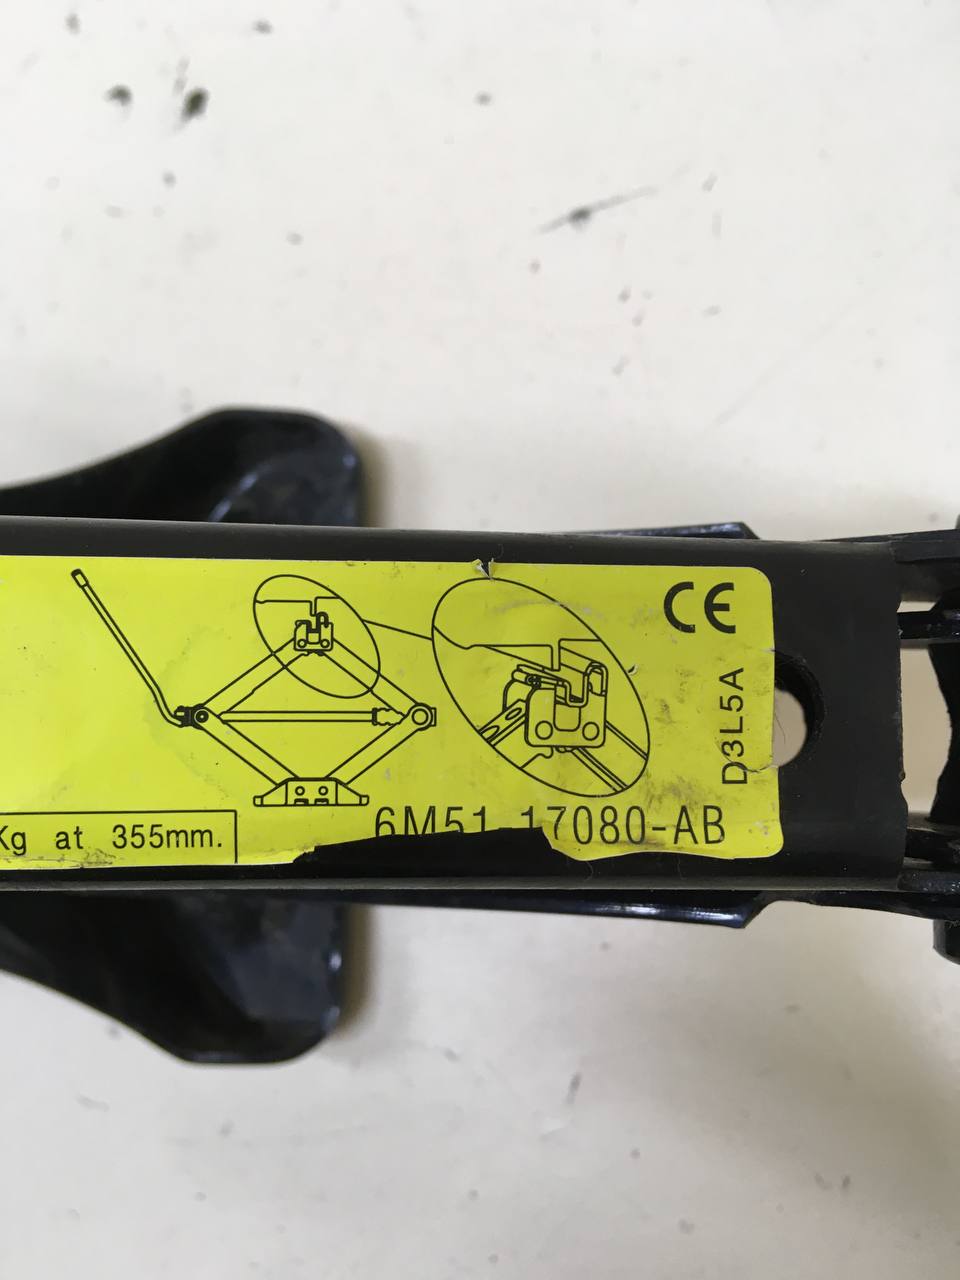 CE
D3L5A
Kg at 355mm.
6M51 17080-AB